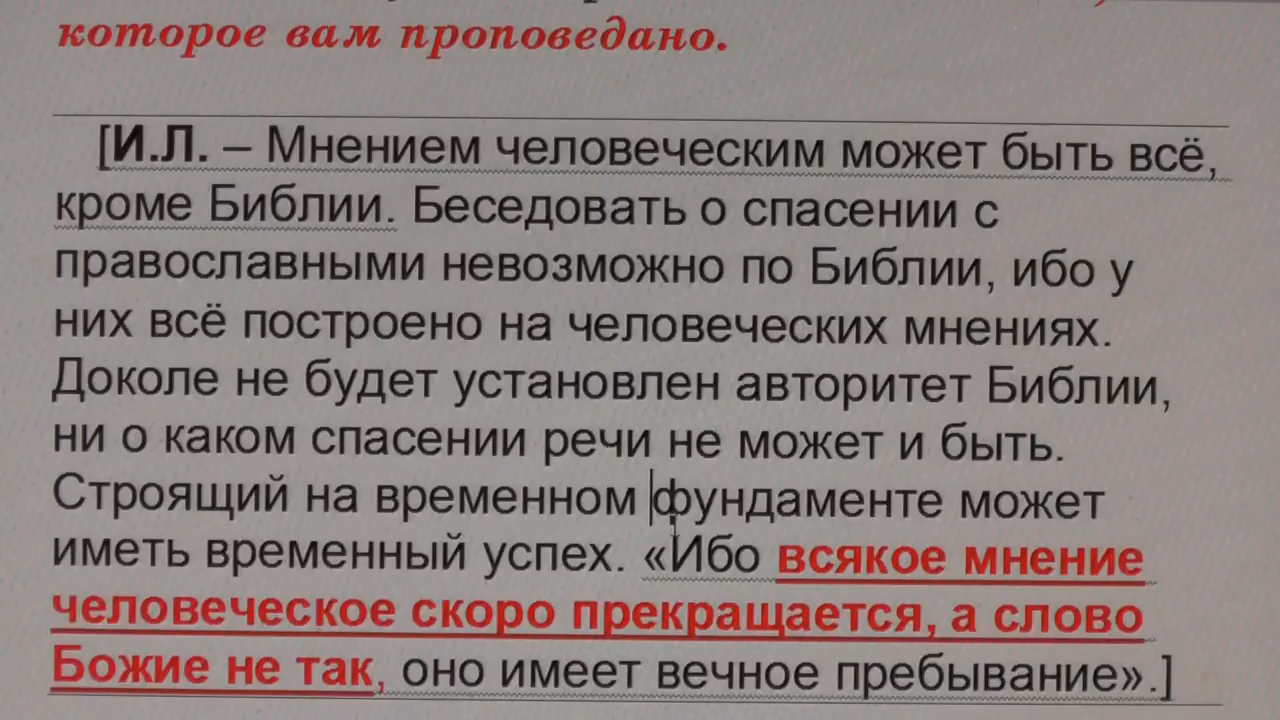 которое вам проповедано.
[И.Л. – Мнением человеческим может быть всё,
кроме Библии. Беседовать о спасении с
православными невозможно по Библии, ибо у
них всё построено на человеческих мнениях.
Доколе не будет установлен авторитет Библии,
ни о каком спасении речи не может и быть.
Строящий на временном фундаменте может
иметь временный успех. «Ибо всякое мнение
человеческое скоро прекращается, а слово
Божие не так, оно имеет вечное пребывание».]